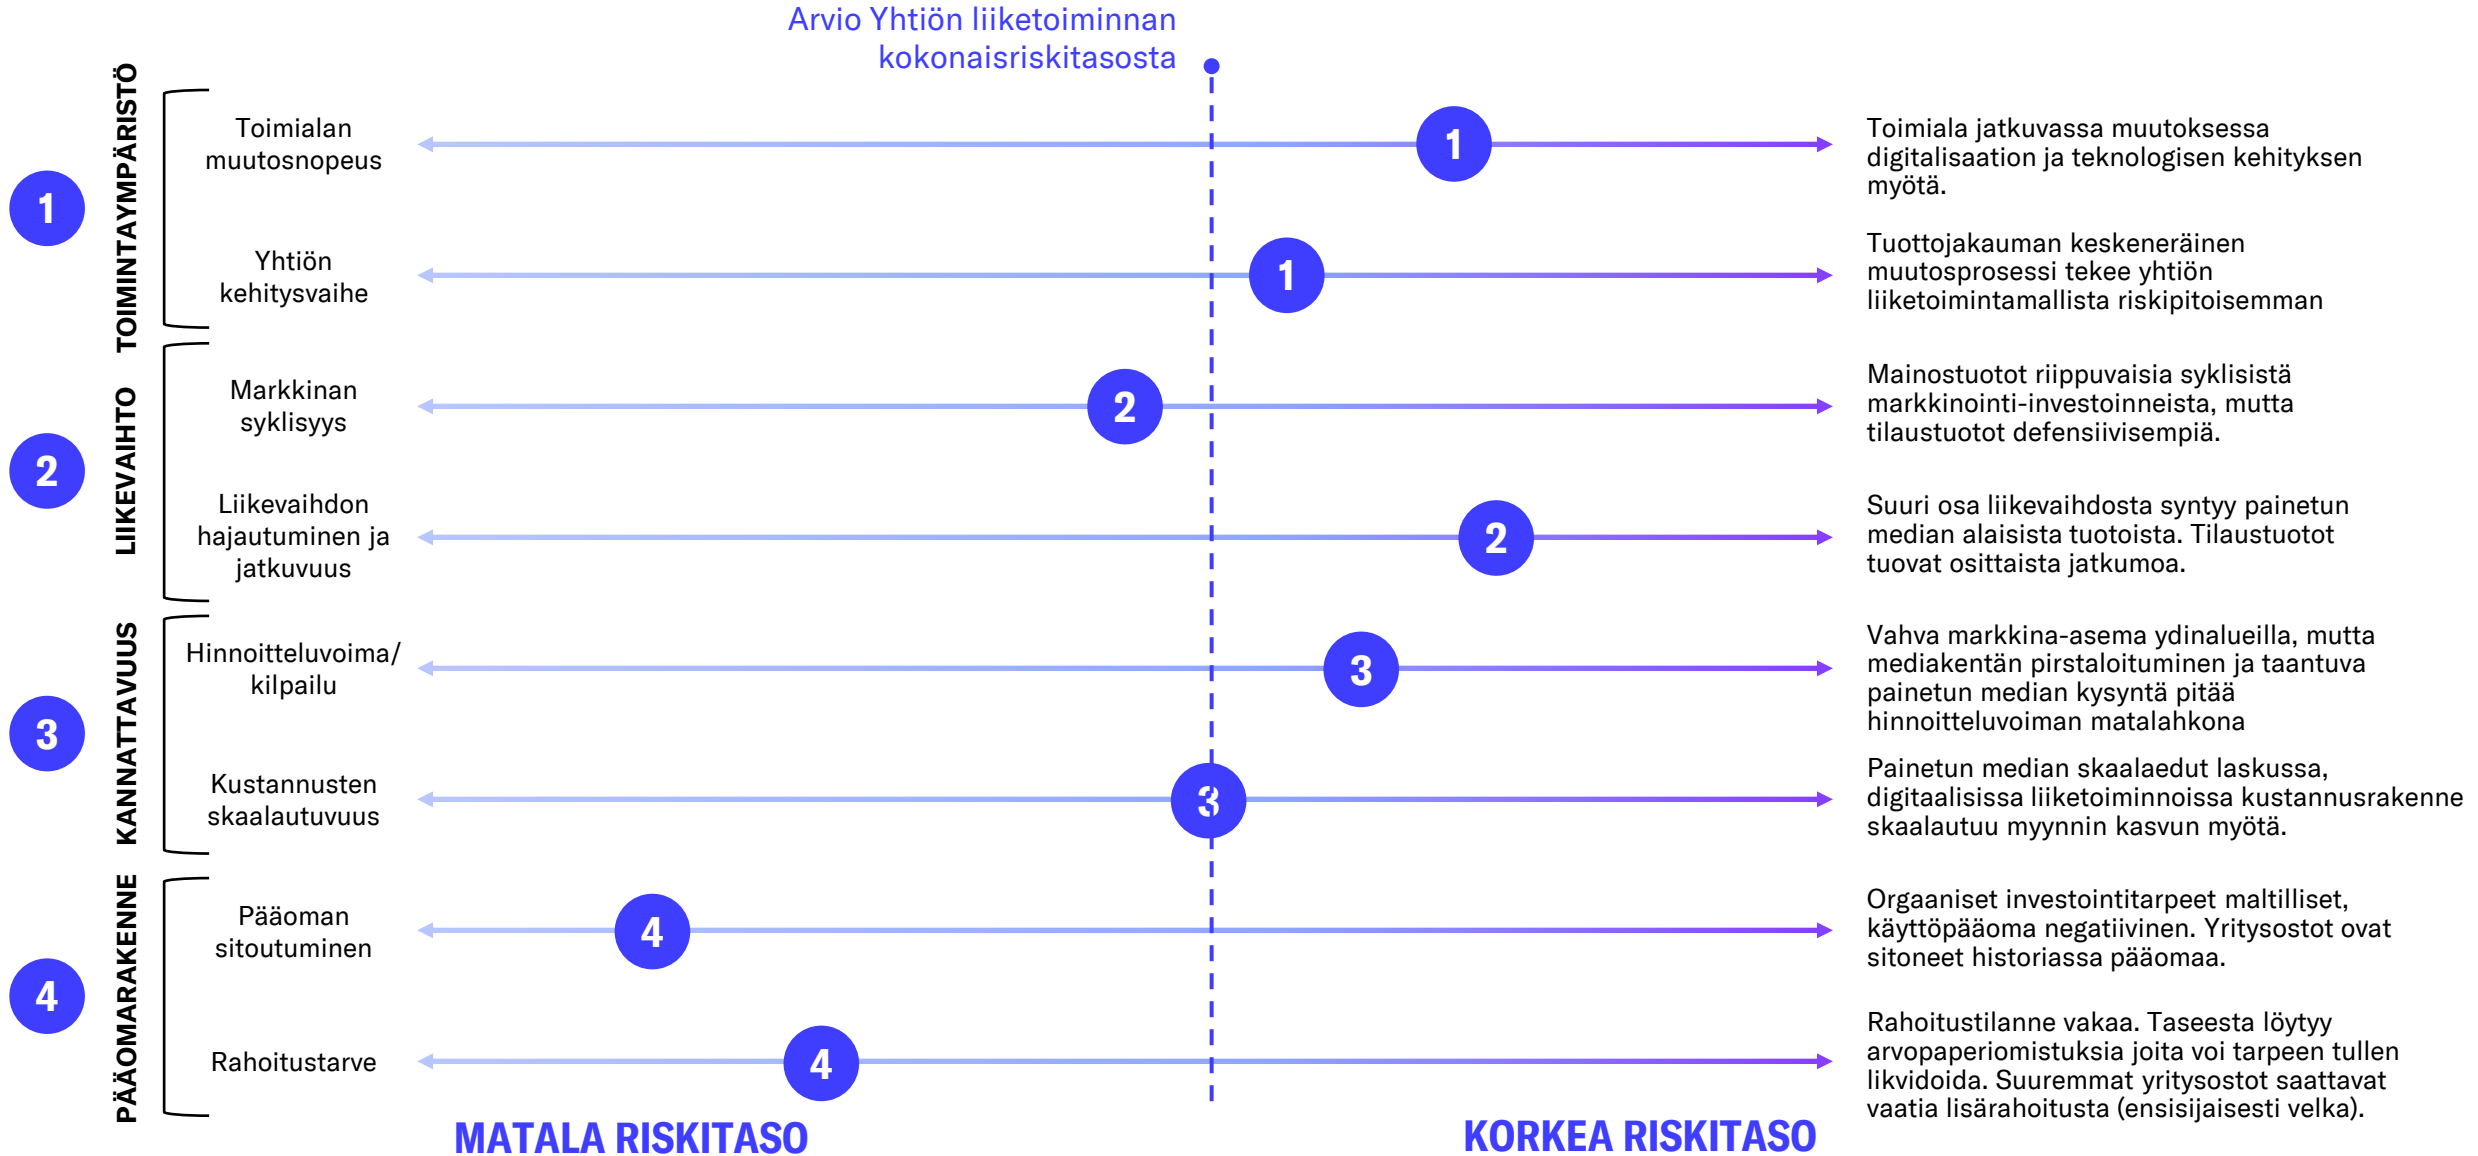 Arvio Yhtiön liiketoiminnan
kokonaisriskitasosta
1
TOIMINTAYMPÄRISTÖ
Toimialan
muutosnopeus
1
Toimiala jatkuvassa muutoksessa
digitalisaation ja teknologisen kehityksen
myötä.
Yhtiön
kehitysvaihe
1
Tuottojakauman keskeneräinen
muutosprosessi tekee yhtiön
liiketoimintamallista riskipitoisemman
2
LIIKEVAIHTO
Markkinan
syklisyys
2
Mainostuotot riippuvaisia syklisistä
markkinointi-investoinneista, mutta
tilaustuotot defensiivisempiä.
Liikevaihdon
hajautuminen ja
jatkuvuus
2
Suuri osa liikevaihdosta syntyy painetun
median alaisista tuotoista. Tilaustuotot
tuovat osittaista jatkumoa.
3
KANNATTAVUUS
Hinnoitteluvoima/
kilpailu
3
Vahva markkina-asema ydinalueilla, mutta
mediakentän pirstaloituminen ja taantuva
painetun median kysyntä pitää
hinnoitteluvoiman matalahkona
Kustannusten
skaalautuvuus
3
Painetun median skaalaedut laskussa,
digitaalisissa liiketoiminnoissa kustannusrakenne
skaalautuu myynnin kasvun myötä.
4
PÄÄOMARAKENNE
Pääoman
sitoutuminen
4
Orgaaniset investointitarpeet maltilliset,
käyttöpääoma negatiivinen. Yritysostot ovat
sitoneet historiassa pääomaa.
Rahoitustarve
4
Rahoitustilanne vakaa. Taseesta löytyy
arvopaperiomistuksia joita voi tarpeen tullen
likvidoida. Suuremmat yritysostot saattavat
vaatia lisärahoitusta (ensisijaisesti velka).
MATALA RISKITASO
KORKEA RISKITASO